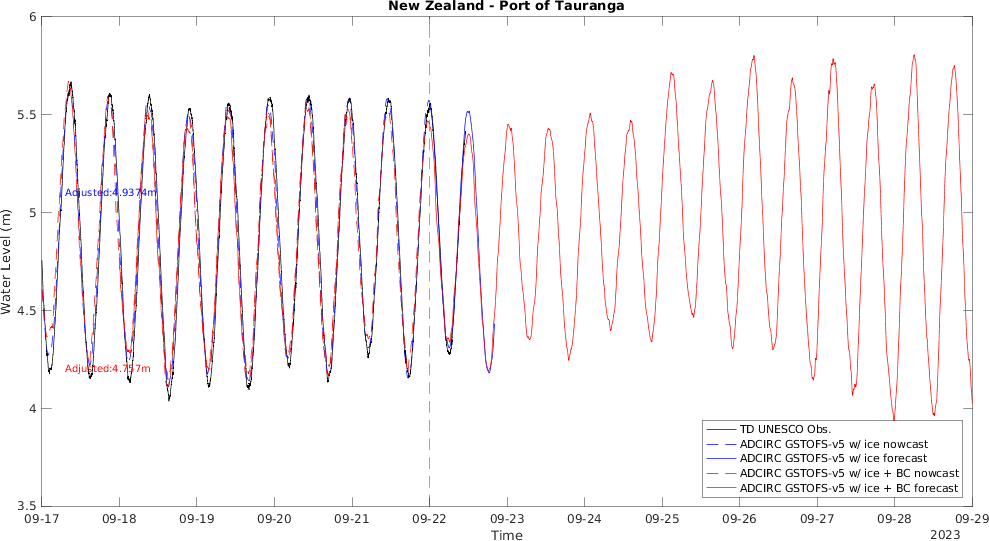 New Zealand - Port of Tauranga
6
5.5
5
4.5
4
3.5
Water Level (m)
Adjusted:4.9374m
Adjusted:4.757m
TD UNESCO Obs.
ADCIRC GSTOFS-v5 w/ ice nowcast
ADCIRC GSTOFS-v5 w/ ice forecast
ADCIRC GSTOFS-v5 w/ ice + BC nowcast
ADCIRC GSTOFS-v5 w/ ice + BC forecast
09-17 09-18 09-19 09-20 09-21 09-22 09-23 09-24 09-25 09-26 09-27 09-28 09-29
Time
2023